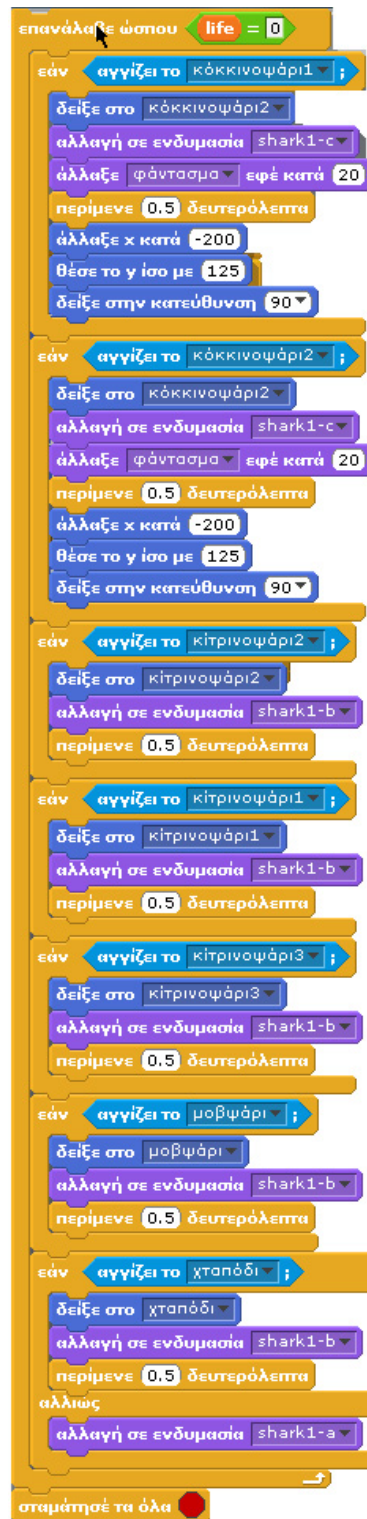 επανάλαβε ώσπου life = 0
εάν αγγίζει το κόκκινοψάρι1 ;
δείξε στο κόκκινοψάρι2
αλλαγή σε ενδυμασία shark1-c
άλλαξε φάντασμα εφέ κατά 20
περίμενε 0.5 δευτερόλεπτα
άλλαξε x κατά -200
θέσε το y ίσο με 125
δείξε στην κατεύθυνση 90
εάν αγγίζει το κόκκινοψάρι2 ;
δείξε στο κόκκινοψάρι2
αλλαγή σε ενδυμασία shark1-c
άλλαξε φάντασμα εφέ κατά 20
περίμενε 0.5 δευτερόλεπτα
άλλαξε x κατά -200
θέσε το y ίσο με 125
δείξε στην κατεύθυνση 90
εάν αγγίζει το κίτρινοψάρι2 ;
δείξε στο κίτρινοψάρι2
αλλαγή σε ενδυμασία shark1-b
περίμενε 0.5 δευτερόλεπτα
εάν αγγίζει το κίτρινοψάρι1 ;
δείξε στο κίτρινοψάρι1
αλλαγή σε ενδυμασία shark1-b
περίμενε 0.5 δευτερόλεπτα
εάν αγγίζει το κίτρινοψάρι3 ;
δείξε στο κίτρινοψάρι3
αλλαγή σε ενδυμασία shark1-b
περίμενε 0.5 δευτερόλεπτα
εάν αγγίζει το μοβψάρι ;
δείξε στο μοβψάρι
αλλαγή σε ενδυμασία shark1-b
περίμενε 0.5 δευτερόλεπτα
εάν αγγίζει το χταπόδι ;
δείξε στο χταπόδι
αλλαγή σε ενδυμασία shark1-b
περίμενε 0.5 δευτερόλεπτα
αλλιώς
αλλαγή σε ενδυμασία shark1-a
σταμάτησέ τα όλα